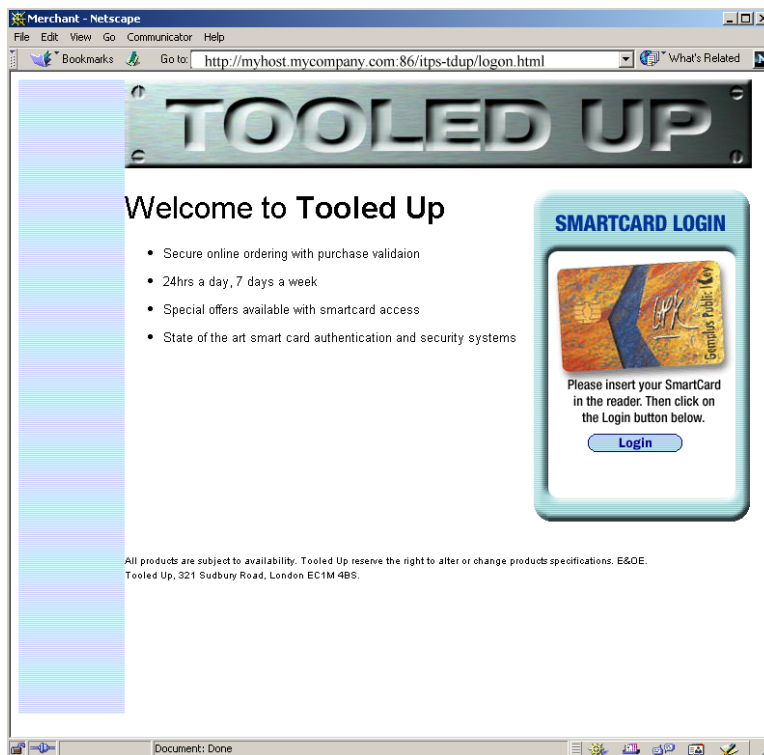 Merchant - Netscape
File Edit View Go Communicator Help
Bookmarks Go to: http://myhost.mycompany.com:86/itps-tdup/logon.html What's Related
TOOLED UP
Welcome to Tooled Up
• Secure online ordering with purchase validaion
• 24hrs a day, 7 days a week
• Special offers available with smartcard access
• State of the art smart card authentication and security systems
SMARTCARD LOGIN
GPK
Gemplus Public Key
Please insert your SmartCard
in the reader. Then click on
the Login button below.
Login
All products are subject to availability. Tooled Up reserve the right to alter or change products specifications. E&OE.
Tooled Up, 321 Sudbury Road, London EC1M 4BS.
Document: Done